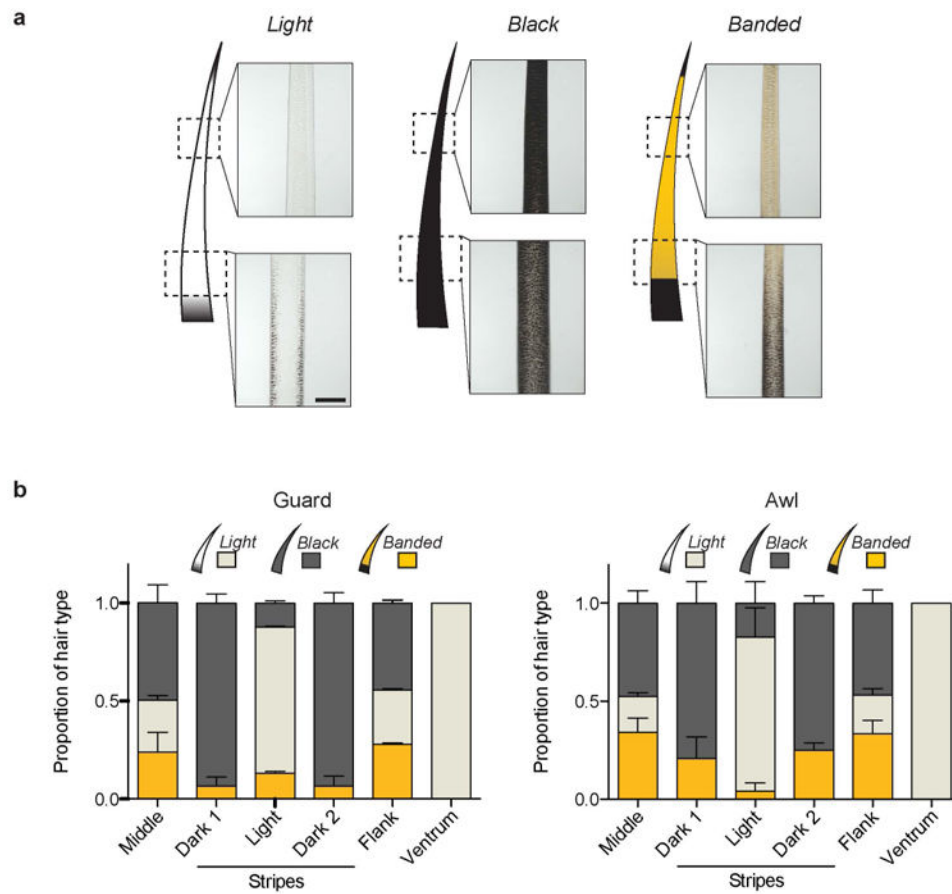 a
Light Black Banded
b
Guard
Light Black Banded
Proportion of hair type
1.0
0.5
0.0
Middle Dark 1 Light Dark 2 Flank Ventrum
Stripes
Awl
Light Black Banded
Proportion of hair type
1.0
0.5
0.0
Middle Dark 1 Light Dark 2 Flank Ventrum
Stripes